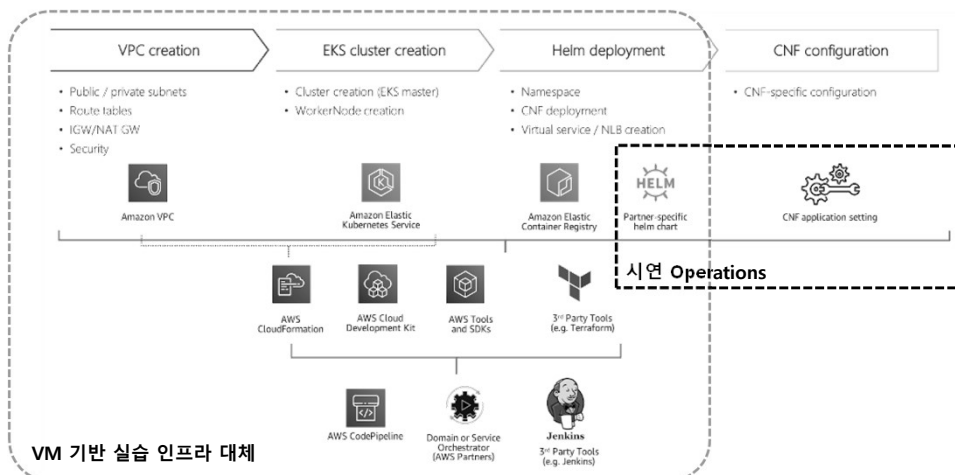 VPC creation
EKS cluster creation
Helm deployment
CNF configuration
• Public / private subnets
• Route tables
• IGW/NAT GW
• Security
• Cluster creation (EKS master)
• WorkerNode creation
• Namespace
• CNF deployment
• Virtual service / NLB creation
• CNF-specific configuration
Amazon VPC
Amazon Elastic
Kubernetes Service
Amazon Elastic
Container Registry
HELM
Partner-specific
helm chart
CNF application setting
시연 Operations
AWS
CloudFormation
AWS Cloud
Development Kit
AWS Tools
and SDKs
3rd Party Tools
(e.g. Terraform)
AWS CodePipeline
Domain or Service
Orchestrator
(AWS Partners)
Jenkins
3rd Party Tools
(e.g. Jenkins)
VM 기반 실습 인프라 대체